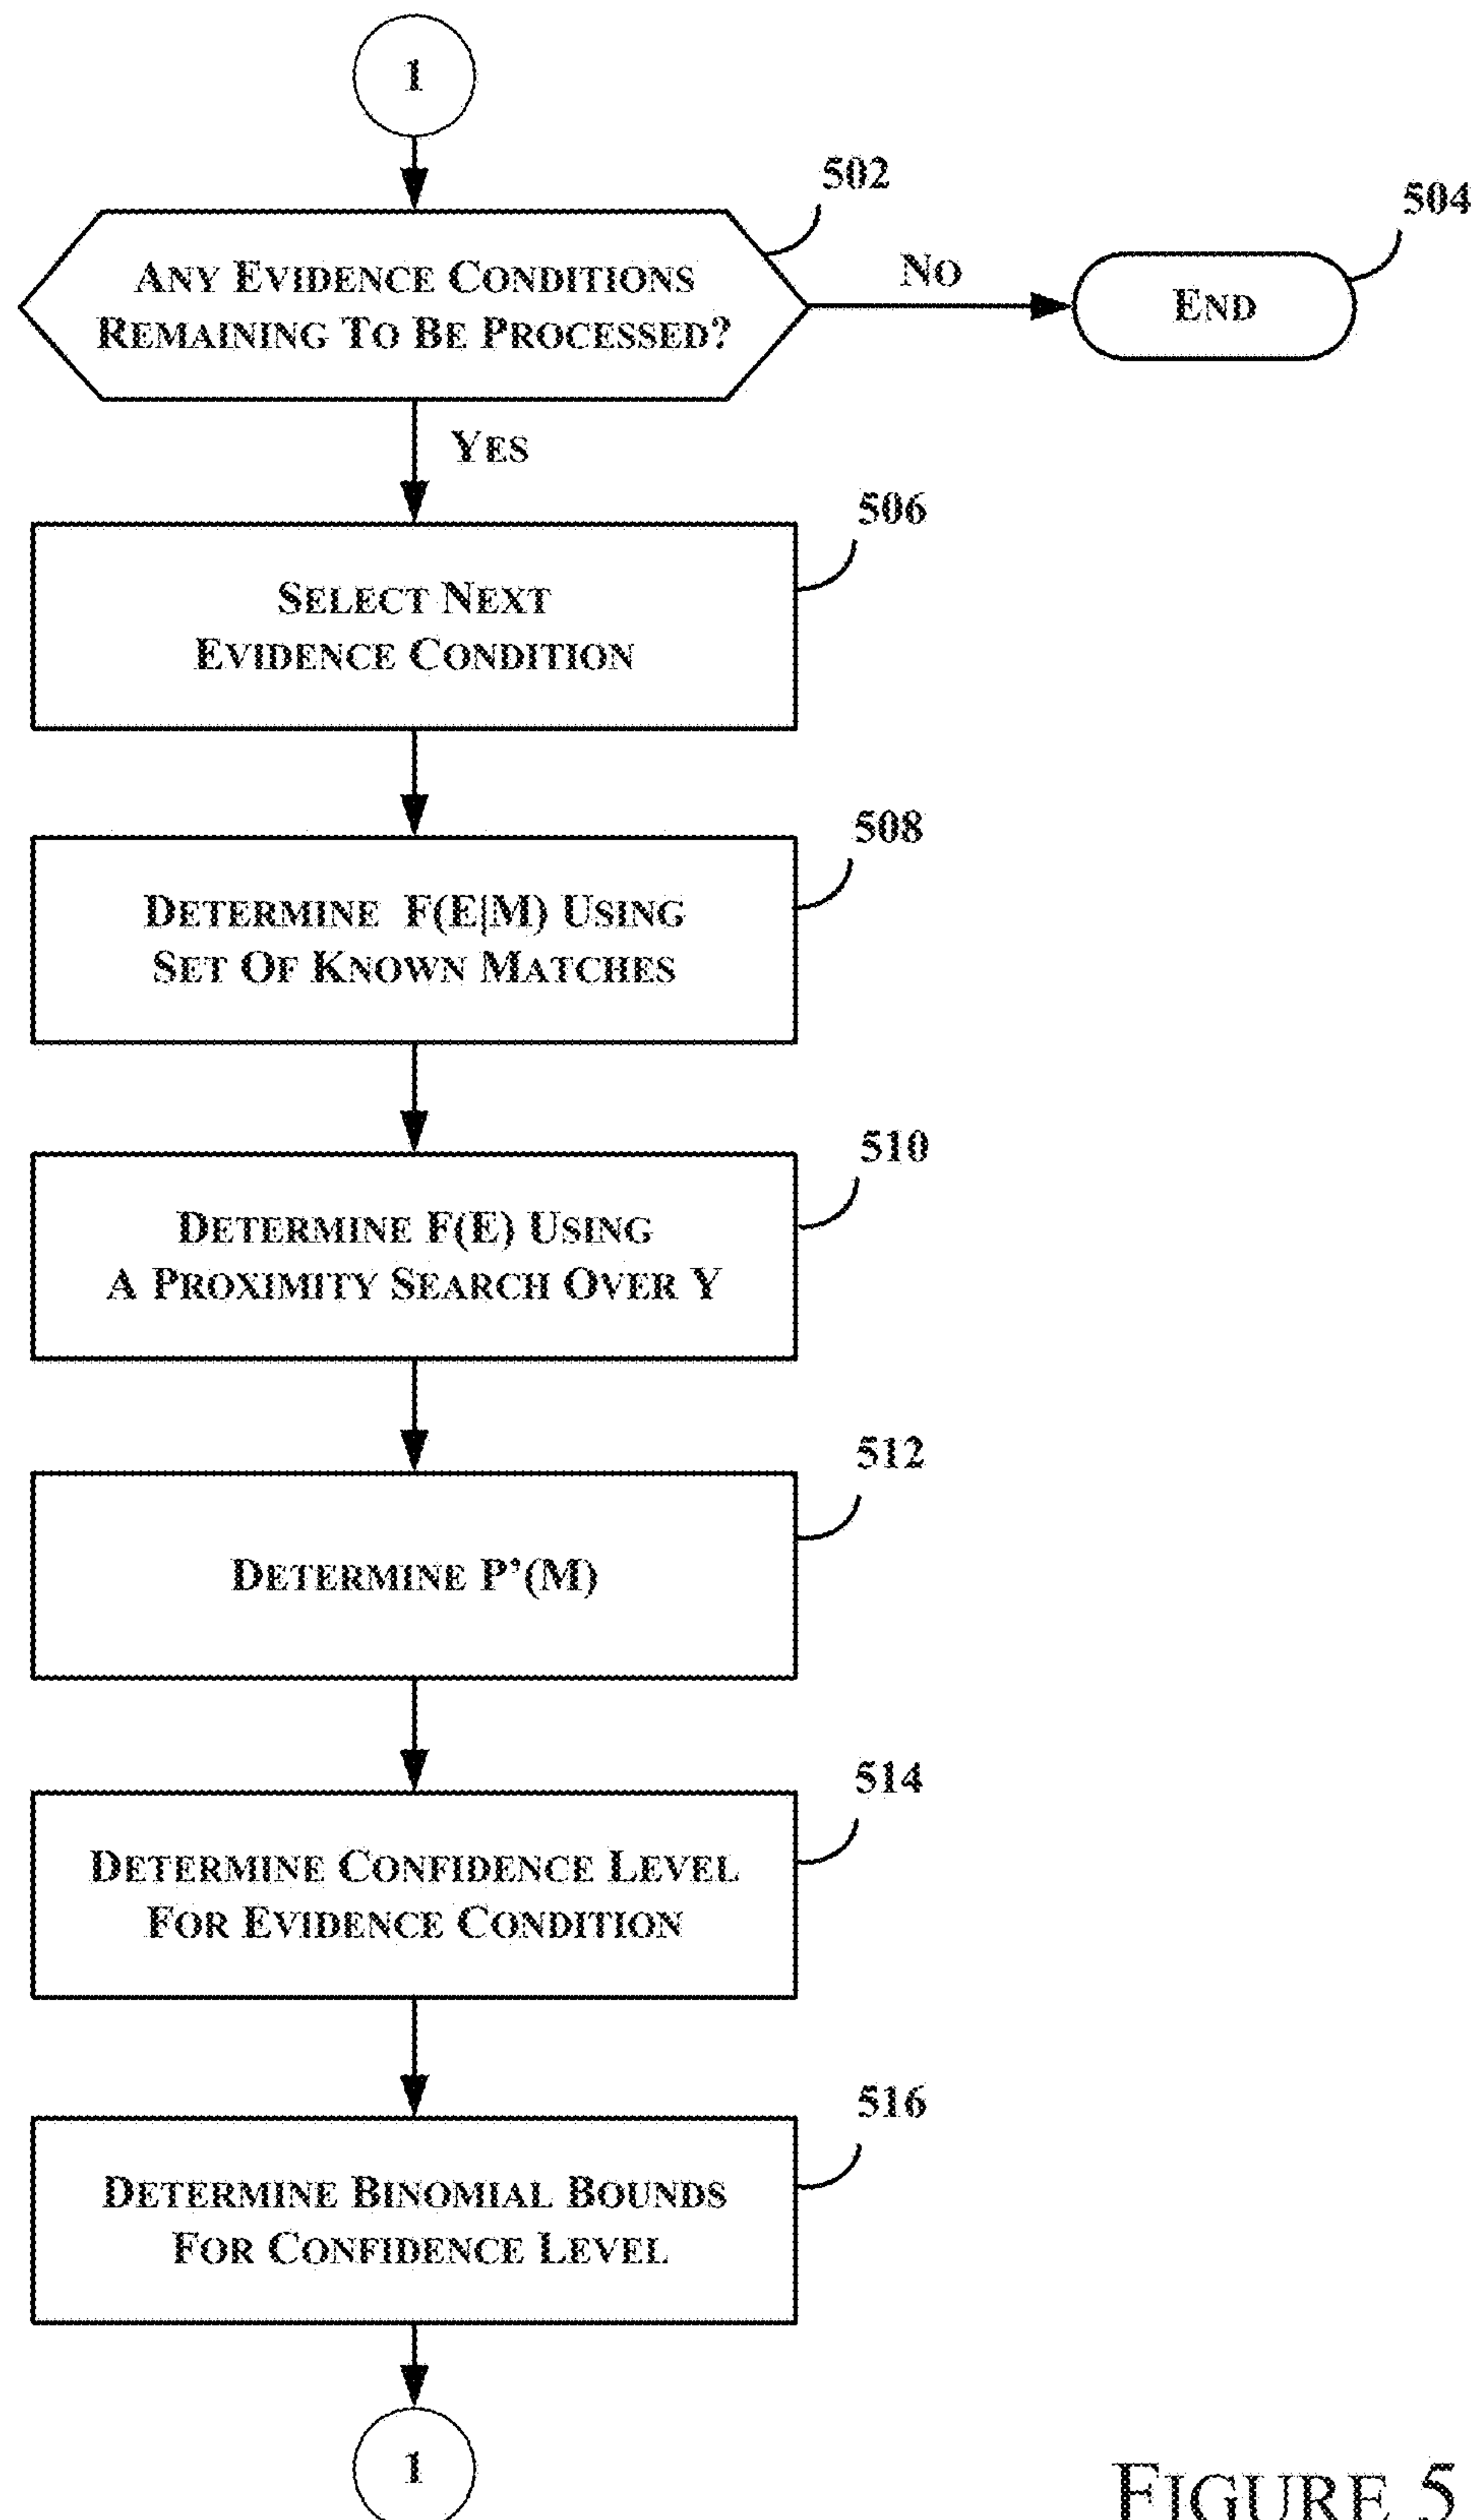 1
502
504
ANY EVIDENCE CONDITIONS
REMAINING TO BE PROCESSED?
NO
END
YES
506
SELECT NEXT
EVIDENCE CONDITION
508
DETERMINE F(E|M) USING
SET OF KNOWN MATCHES
510
DETERMINE F(E) USING
A PROXIMITY SEARCH OVER Y
512
DETERMINE P'(M)
514
DETERMINE CONFIDENCE LEVEL
FOR EVIDENCE CONDITION
516
DETERMINE BINOMIAL BOUNDS
FOR CONFIDENCE LEVEL
1
FIGURE 5